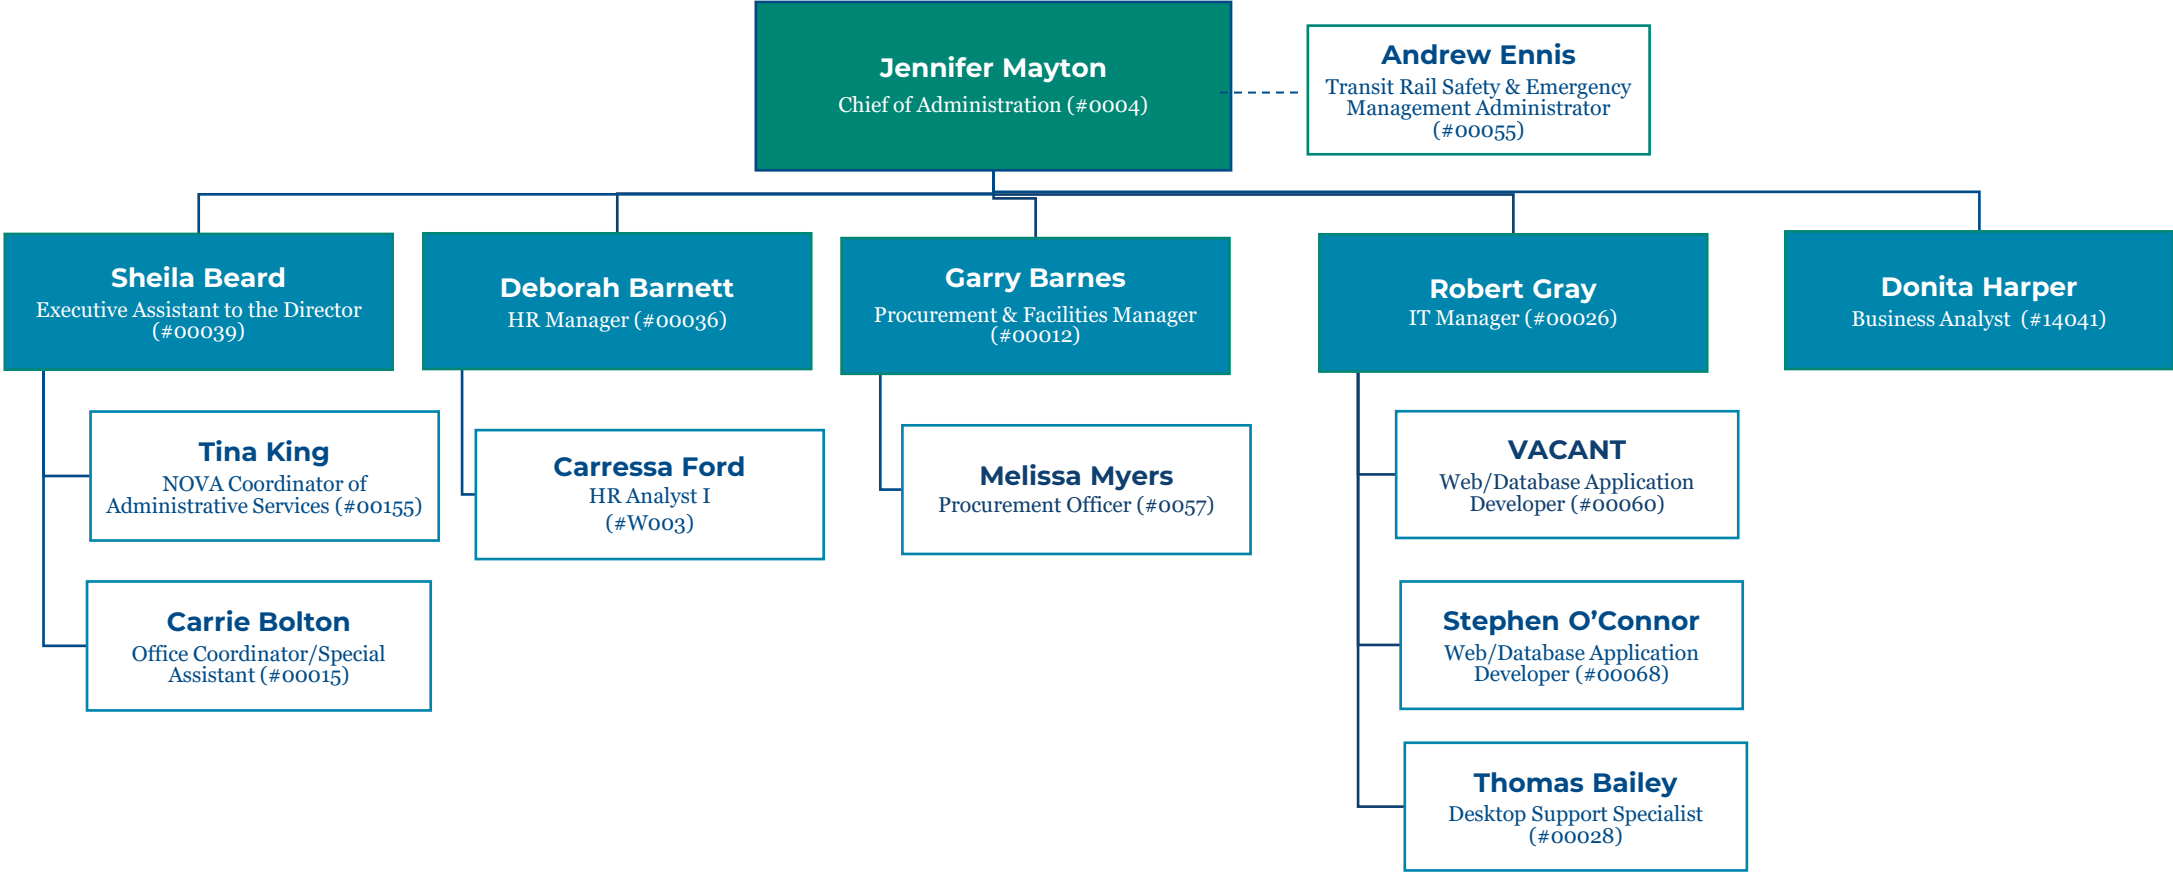 Jennifer Mayton
Chief of Administration (#0004)
Andrew Ennis
Transit Rail Safety & Emergency
Management Administrator
(#00055)
Sheila Beard
Executive Assistant to the Director
(#00039)
Deborah Barnett
HR Manager (#00036)
Garry Barnes
Procurement & Facilities Manager
(#00012)
Robert Gray
IT Manager (#00026)
Donita Harper
Business Analyst  (#14041)
Tina King
NOVA Coordinator of
Administrative Services (#00155)
Carrie Bolton
Office Coordinator/Special
Assistant (#00015)
Carressa Ford
HR Analyst I
(#W003)
Melissa Myers
Procurement Officer (#0057)
VACANT
Web/Database Application
Developer (#00060)
Stephen O’Connor
Web/Database Application
Developer (#00068)
Thomas Bailey
Desktop Support Specialist
(#00028)